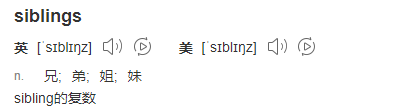 siblings
英 [ˈsɪblɪŋz] 美 [ˈsɪblɪŋz]
n. 兄; 弟; 姐; 妹
sibling的复数